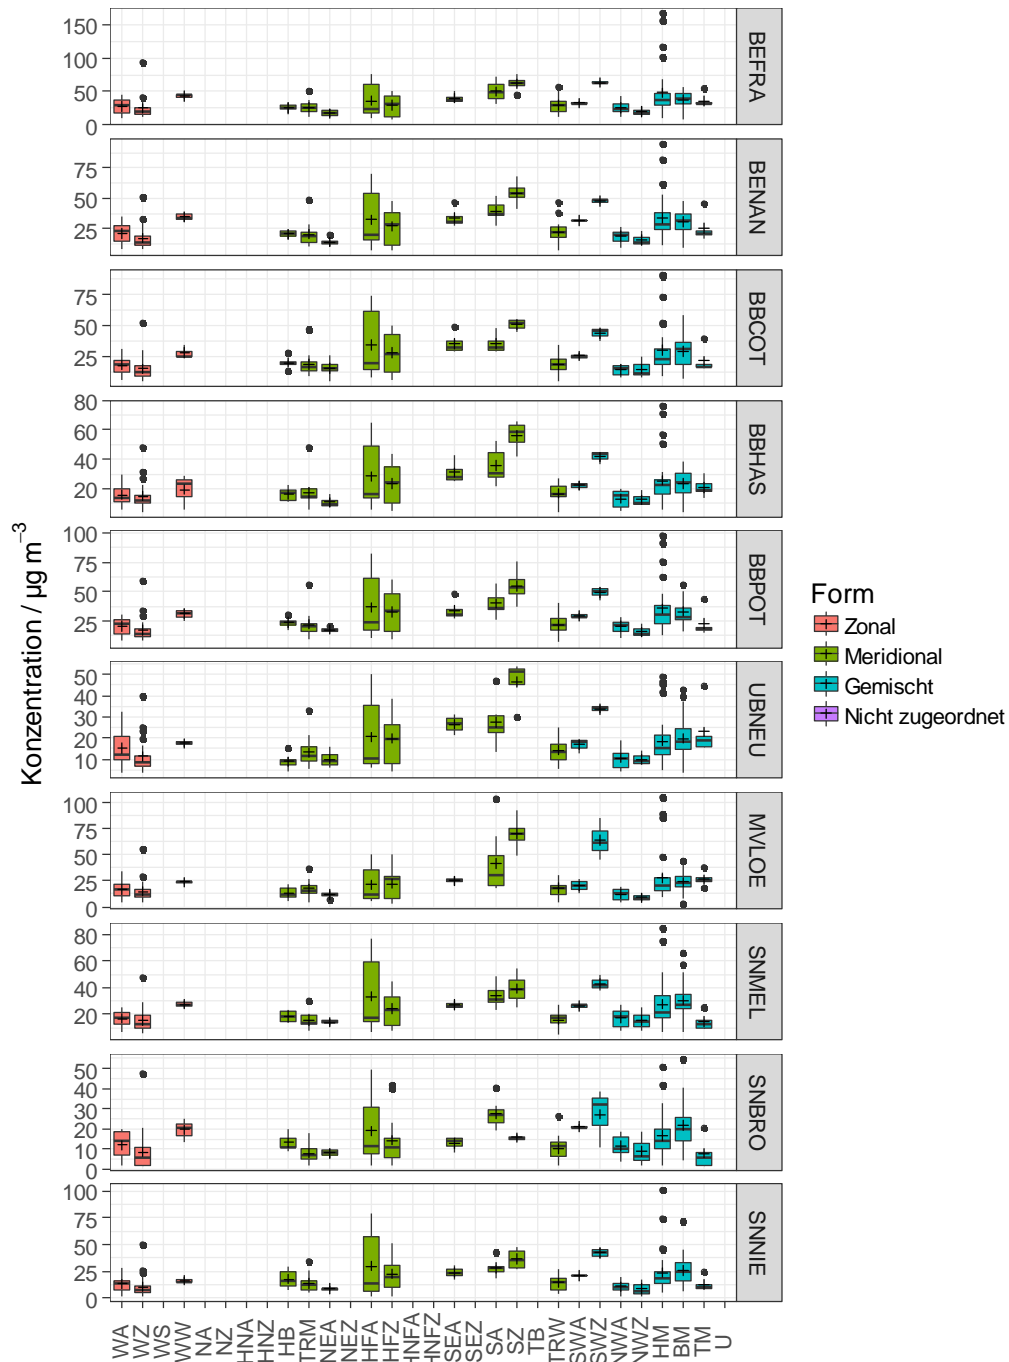 Konzentration / µg m⁻³
150
100
50
0
BEFRA
75
50
25
BENAN
75
50
25
BBCOT
80
60
40
20
BBHAS
100
75
50
25
BBPOT
50
40
30
20
10
UBNEU
100
75
50
25
0
MVLOE
80
60
40
20
SNMEL
50
40
30
20
10
0
SNBRO
100
75
50
25
0
SNNIE
WA
WZ
WS
WW
NA
NZ
HNA
HNZ
HB
TRM
NEA
NEZ
HFA
HFZ
HNFA
HNFZ
SEA
SEZ
SA
SZ
TB
TRW
SWA
SWZ
NWA
NWZ
HM
BM
TM
U
Form
Zonal
Meridional
Gemischt
Nicht zugeordnet